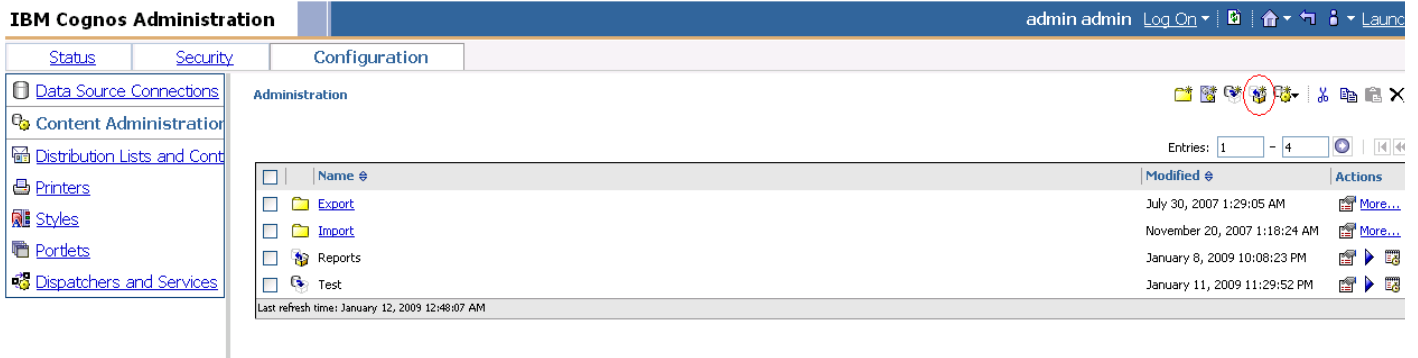 IBM Cognos Administration
admin admin Log On Launc
Status Security Configuration
Data Source Connections
Content Administration
Distribution Lists and Cont
Printers
Styles
Portlets
Dispatchers and Services
Administration
Entries: 1 - 4
Name Modified Actions
Export July 30, 2007 1:29:05 AM More...
Import November 20, 2007 1:18:24 AM More...
Reports January 8, 2009 10:08:23 PM
Test January 11, 2009 11:29:52 PM
Last refresh time: January 12, 2009 12:48:07 AM